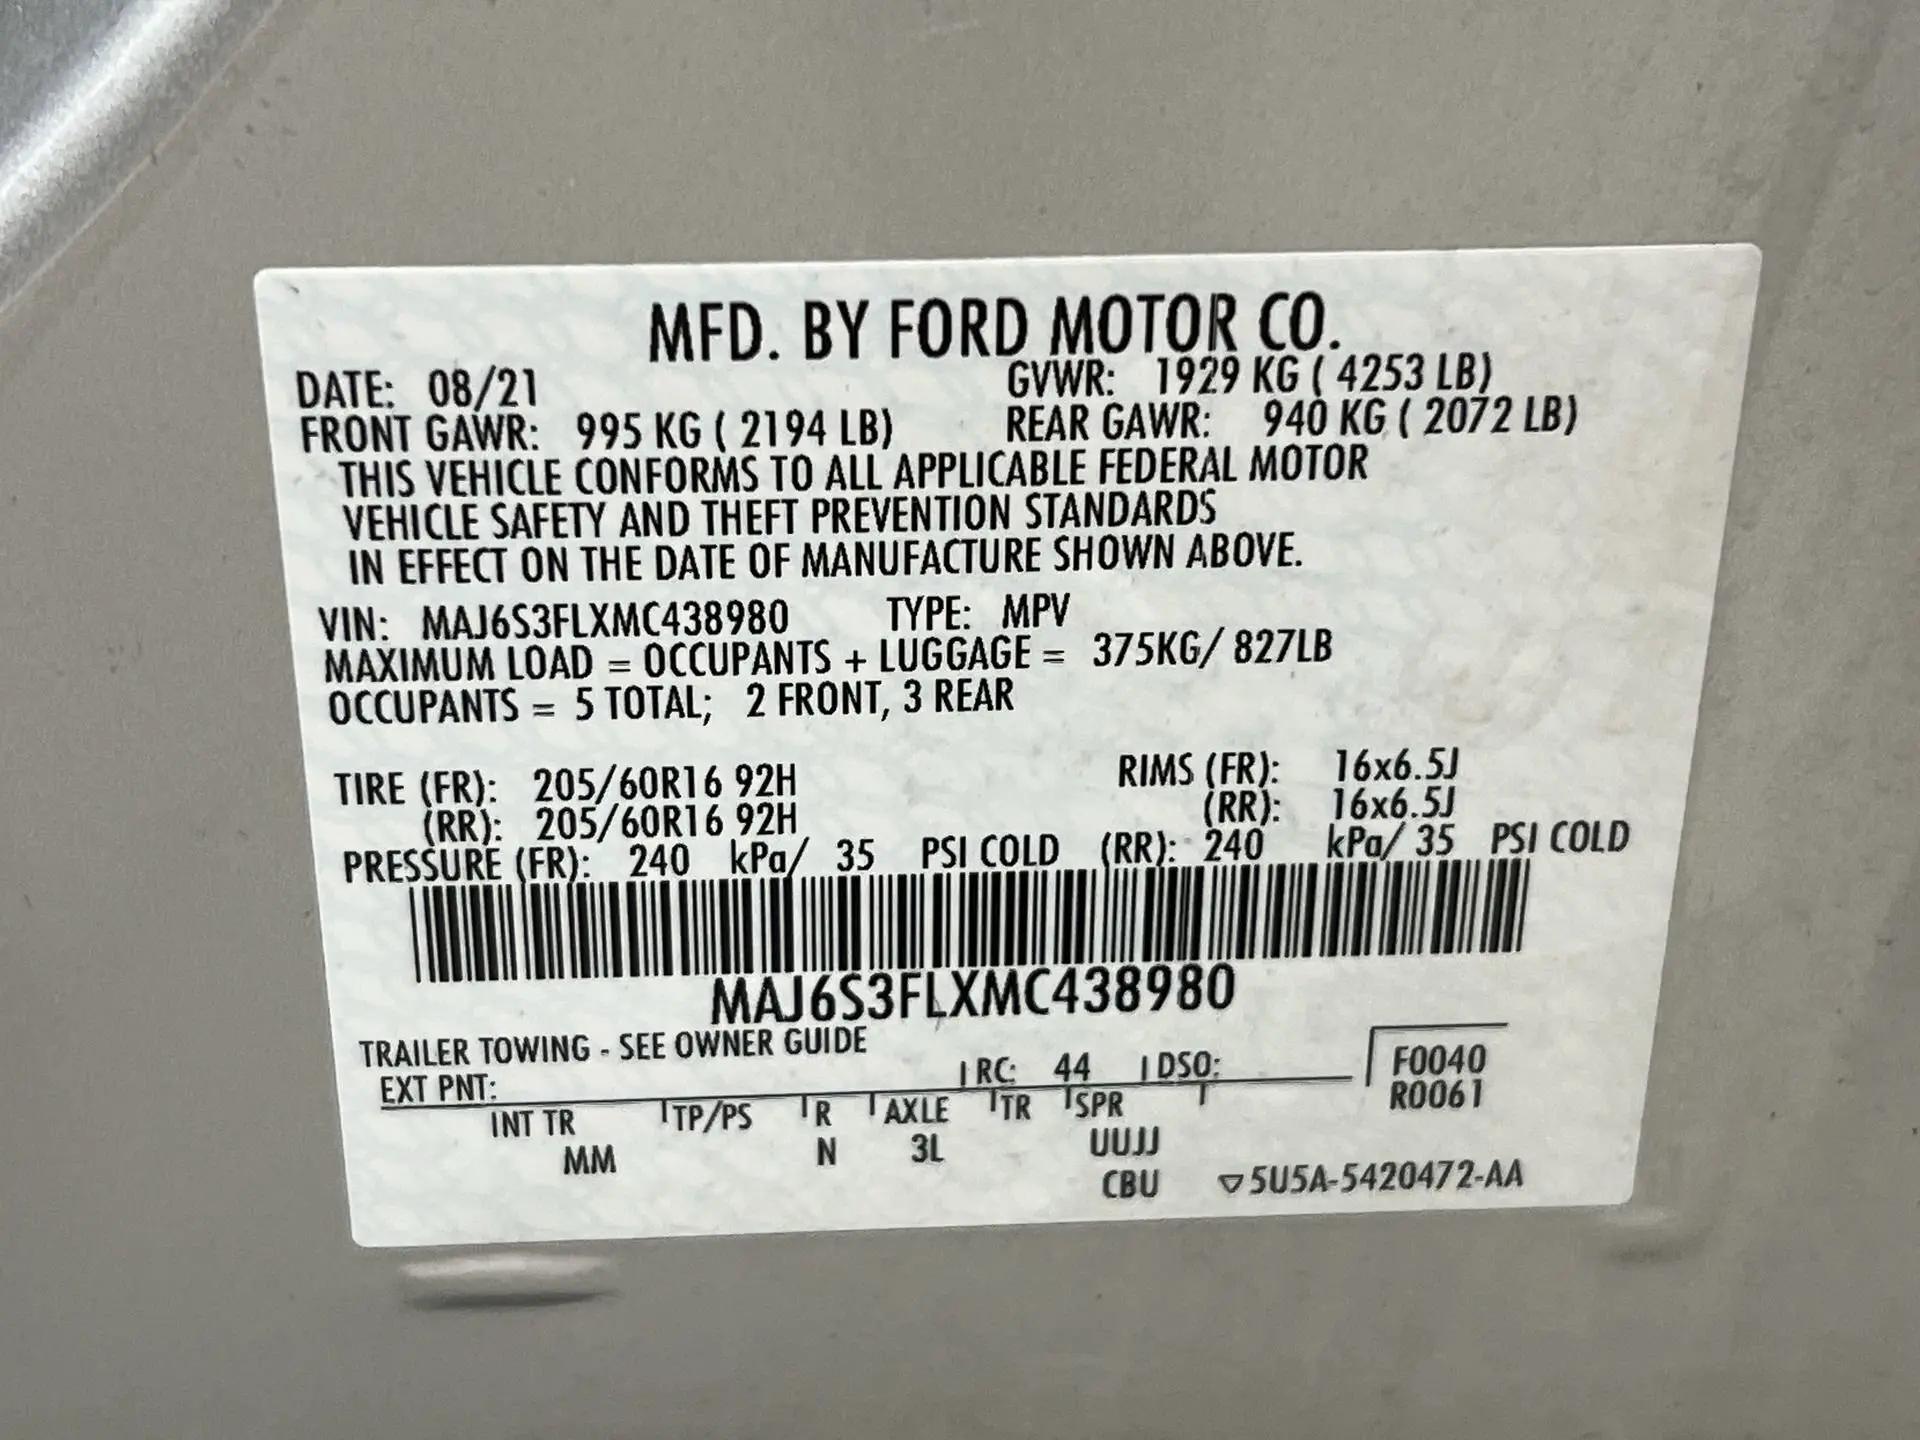 MFD. BY FORD MOTOR CO.
DATE: 08/21 GVWR: 1929 KG ( 4253 LB)
FRONT GAWR: 995 KG ( 2194 LB) REAR GAWR: 940 KG ( 2072 LB)
THIS VEHICLE CONFORMS TO ALL APPLICABLE FEDERAL MOTOR
VEHICLE SAFETY AND THEFT PREVENTION STANDARDS
IN EFFECT ON THE DATE OF MANUFACTURE SHOWN ABOVE.
VIN: MAJ6S3FLXMC438980 TYPE: MPV
MAXIMUM LOAD = OCCUPANTS + LUGGAGE = 375KG/ 827LB
OCCUPANTS = 5 TOTAL; 2 FRONT, 3 REAR
TIRE (FR): 205/60R16 92H RIMS (FR): 16x6.5J
(RR): 205/60R16 92H (RR): 16x6.5J
PRESSURE (FR): 240 kPa/ 35 PSI COLD (RR): 240 kPa/ 35 PSI COLD
MAJ6S3FLXMC438980
TRAILER TOWING - SEE OWNER GUIDE
EXT PNT: RC: 44 DSO: F0040
R0061
INT TR TP/PS R AXLE TR SPR
MM N 3L UUJJ
CBU ▽5U5A-5420472-AA